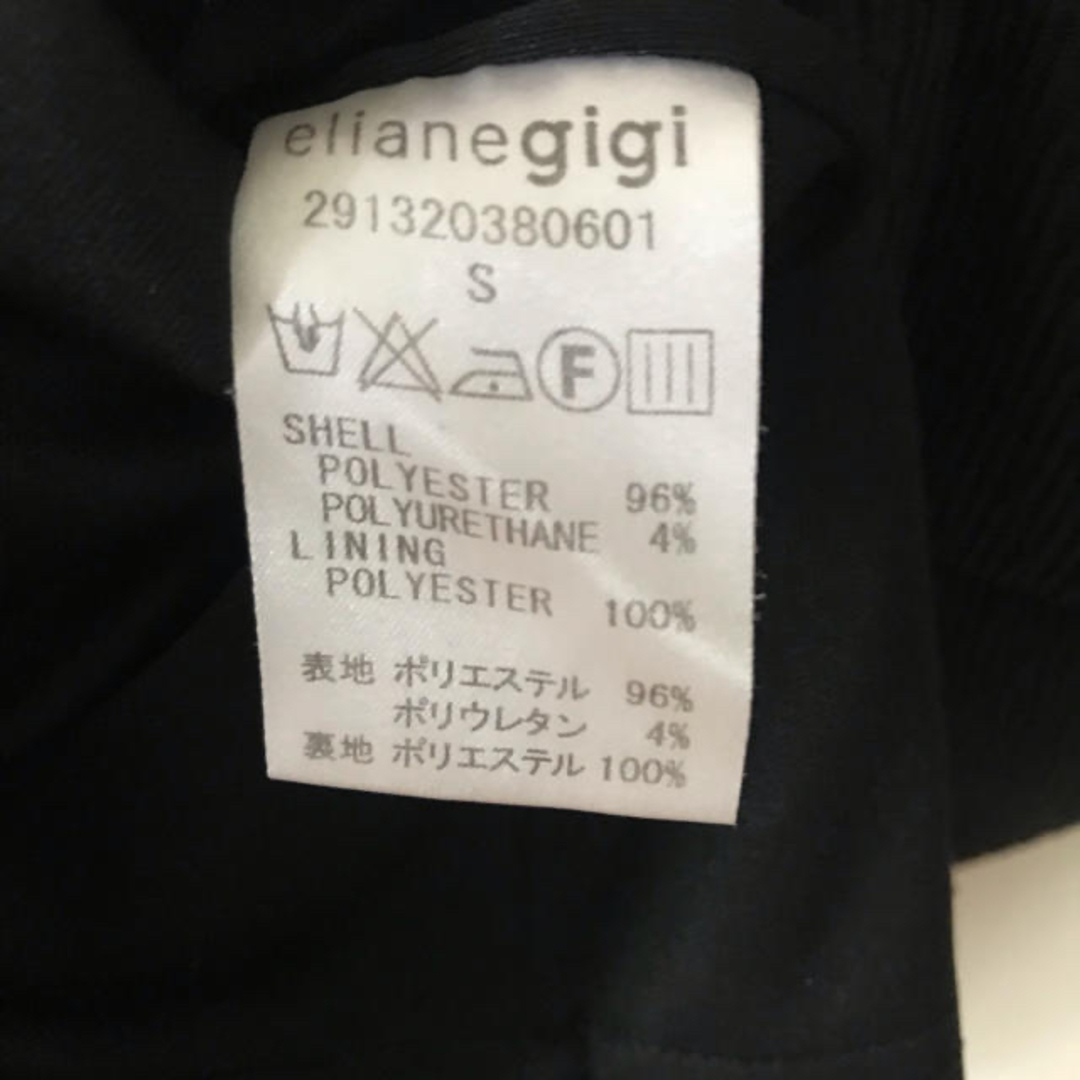 elianegigi
291320380601
S
F
SHELL
POLYESTER 96%
POLYURETHANE 4%
LINING
POLYESTER 100%
表地 ポリエステル 96%
ポリウレタン 4%
裏地 ポリエステル 100%